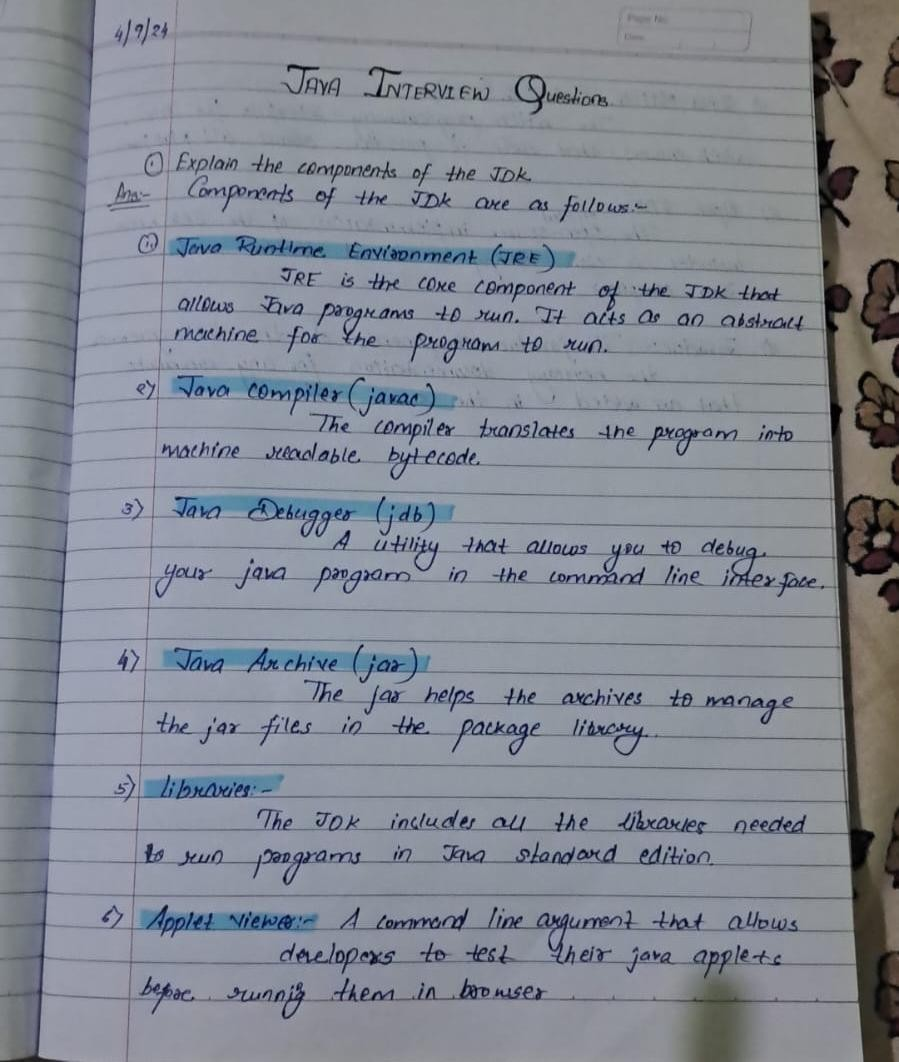 4/9/24
Page No.
Date
JAVA INTERVIEW Questions
① Explain the components of the JDK
Ans:- Components of the JDK are as follows:-
① Java Runtime Environment (JRE)
JRE is the core component of the JDK that
allows Java programs to run. It acts as an abstract
machine for the program to run.
2) Java compiler (javac)
The compiler translates the program into
machine readable bytecode.
3) Java Debugger (jdb)
A utility that allows you to debug
your java program in the command line interface.
4) Java Archive (jar)
The jar helps the archives to manage
the jar files in the package library.
5) libraries:-
The JDK includes all the libraries needed
to run programs in Java standard edition.
6) Applet viewer:- A command line argument that allows
developers to test their java applets
before running them in browser